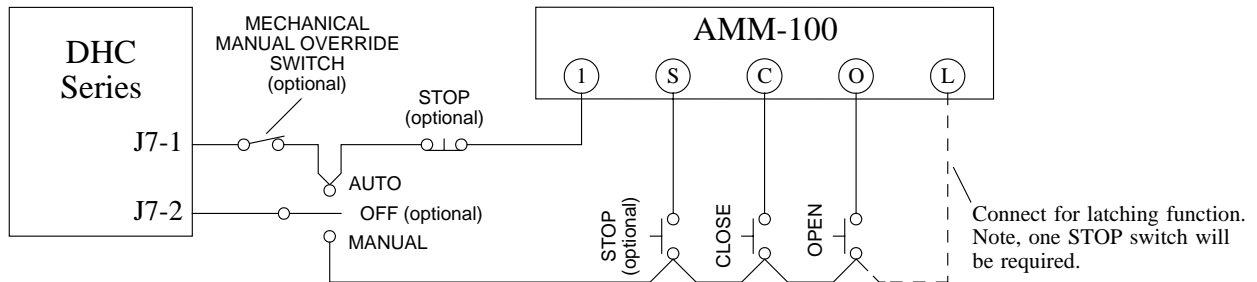 DHC
Series
J7-1
J7-2
MECHANICAL
MANUAL OVERRIDE
SWITCH
(optional)
STOP
(optional)
AUTO
OFF (optional)
MANUAL
AMM-100
1
S
C
O
L
STOP
(optional)
CLOSE
OPEN
Connect for latching function.
Note, one STOP switch will
be required.